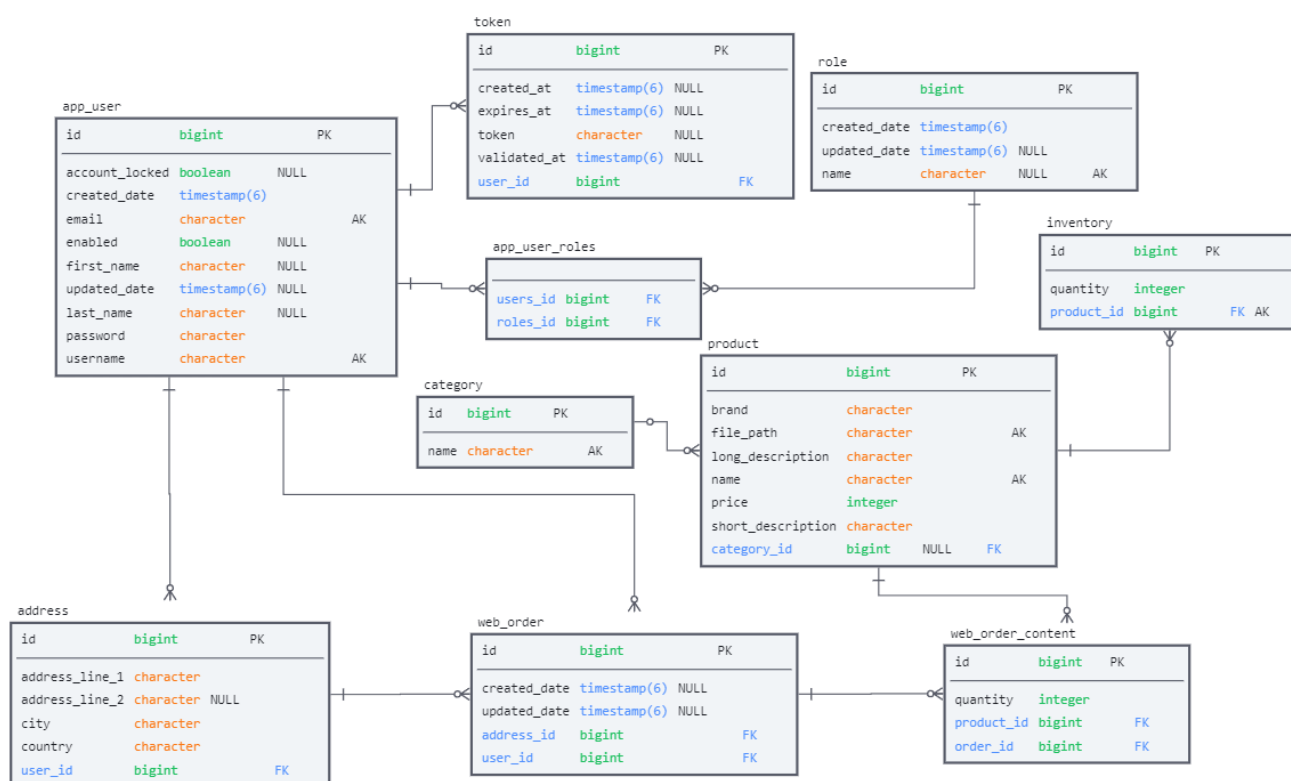 token
id bigint PK
created_at timestamp(6) NULL
expires_at timestamp(6) NULL
token character NULL
validated_at timestamp(6) NULL
user_id bigint FK
role
id bigint PK
created_date timestamp(6)
updated_date timestamp(6) NULL
name character NULL AK
app_user
id bigint PK
account_locked boolean NULL
created_date timestamp(6)
email character AK
enabled boolean NULL
first_name character NULL
updated_date timestamp(6) NULL
last_name character NULL
password character
username character AK
app_user_roles
users_id bigint FK
roles_id bigint FK
inventory
id bigint PK
quantity integer
product_id bigint FK AK
category
id bigint PK
name character AK
product
id bigint PK
brand character
file_path character AK
long_description character
name character AK
price integer
short_description character
category_id bigint NULL FK
address
id bigint PK
address_line_1 character
address_line_2 character NULL
city character
country character
user_id bigint FK
web_order
id bigint PK
created_date timestamp(6) NULL
updated_date timestamp(6) NULL
address_id bigint FK
user_id bigint FK
web_order_content
id bigint PK
quantity integer
product_id bigint FK
order_id bigint FK